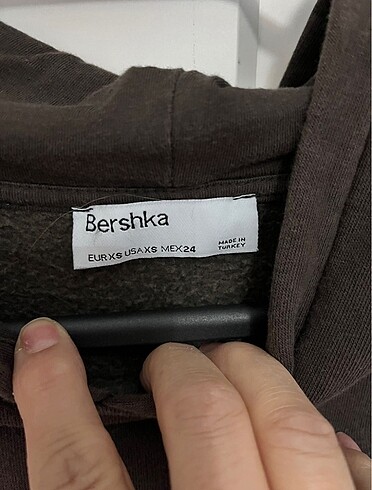 Bershka
EUR XS USA XS MEX 24
MADE IN
TURKEY